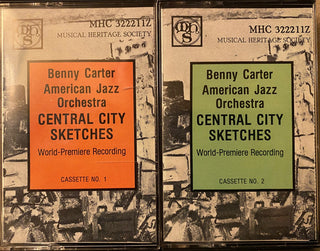 MHS
MHC 322211Z
MUSICAL HERITAGE SOCIETY
Benny Carter
American Jazz
Orchestra
CENTRAL CITY
SKETCHES
World-Premiere Recording
CASSETTE NO. 1
MHS
MHC 322211Z
MUSICAL HERITAGE SOCIETY
Benny Carter
American Jazz
Orchestra
CENTRAL CITY
SKETCHES
World-Premiere Recording
CASSETTE NO. 2